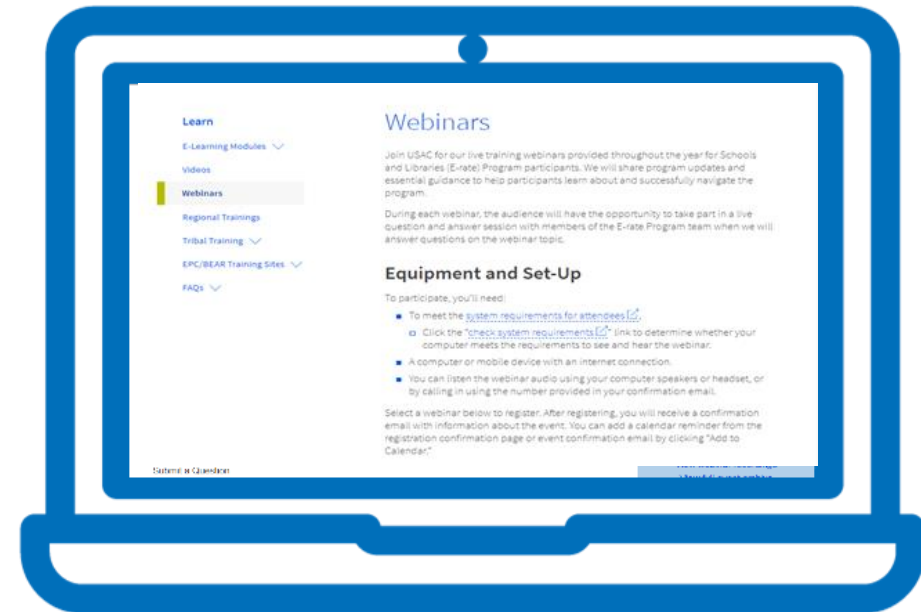 Learn
E-Learning Modules
Videos
Webinars
Regional Trainings
Tribal Training
EPC/BEAR Training Sites
FAQs
Webinars
Join USAC for our live training webinars provided throughout the year for Schools
and Libraries (E-rate) Program participants. We will share program updates and
essential guidance to help participants learn about and successfully navigate the
program.
During each webinar, the audience will have the opportunity to take part in a live
question and answer session with members of the E-rate Program team when we will
answer questions on the webinar topic.
Equipment and Set-Up
To participate, you'll need:
To meet the system requirements for attendees.
Click the "check system requirements" link to determine whether your
computer meets the requirements to see and hear the webinar.
A computer or mobile device with an internet connection.
You can listen the webinar audio using your computer speakers or headset, or
by calling in using the number provided in your confirmation email.
Select a webinar below to register. After registering, you will receive a confirmation
email with information about the event. You can add a calendar reminder from the
registration confirmation page or event confirmation email by clicking "Add to
Calendar."
Submit a Question